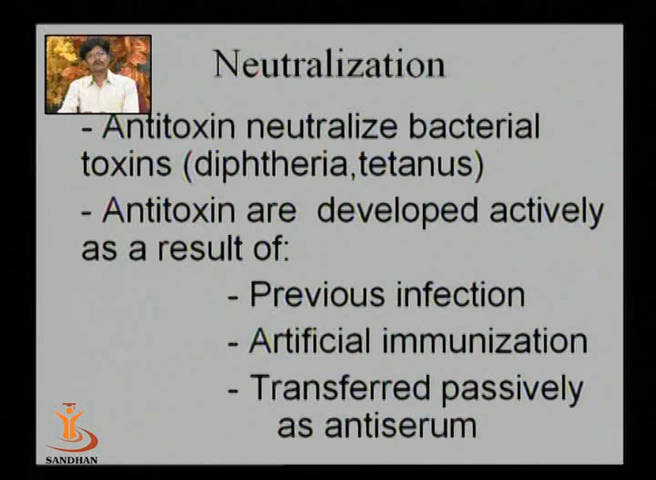 Neutralization
- Antitoxin neutralize bacterial
toxins (diphtheria,tetanus)
- Antitoxin are developed actively
as a result of:
- Previous infection
- Artificial immunization
- Transferred passively
as antiserum
SANDHAN